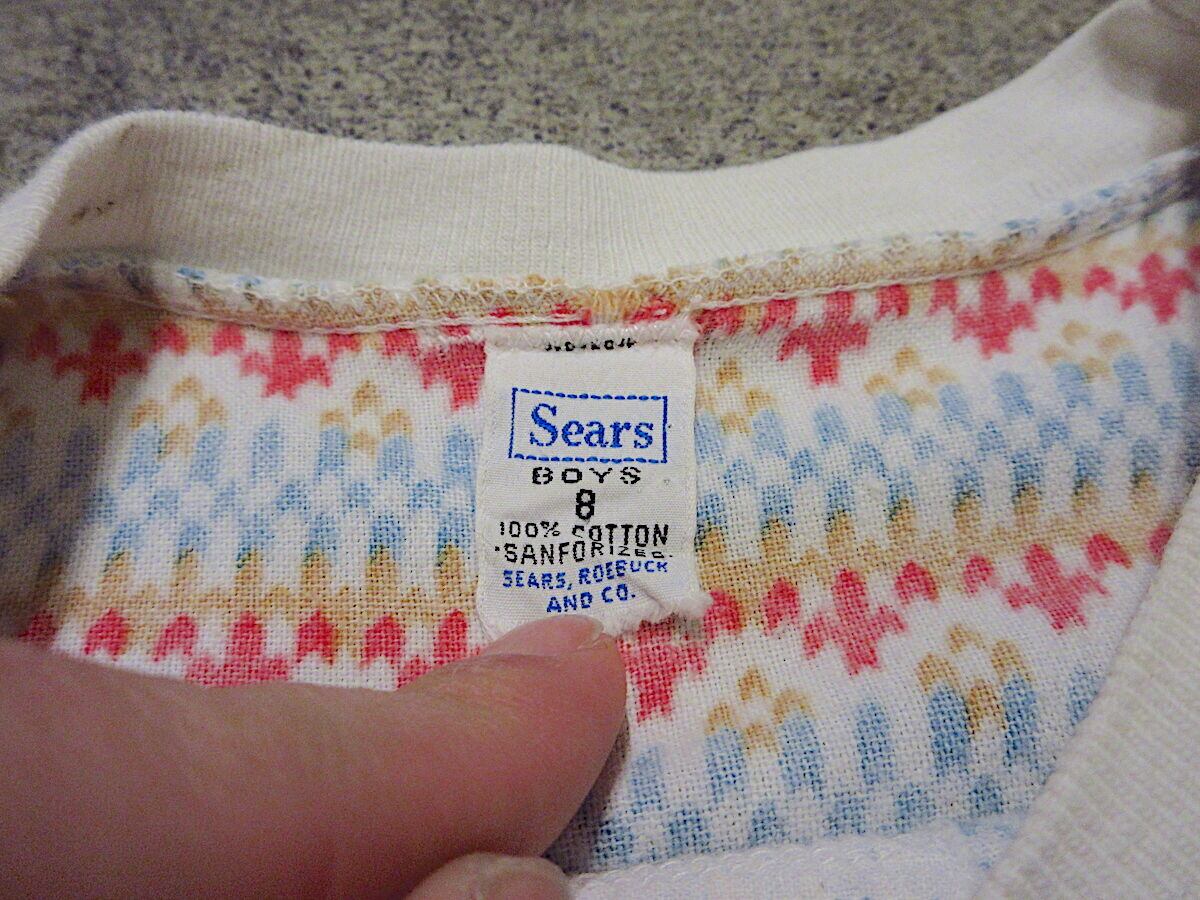 Sears
BOYS
8
100% COTTON
"SANFORIZED"
SEARS, ROEBUCK
AND CO.